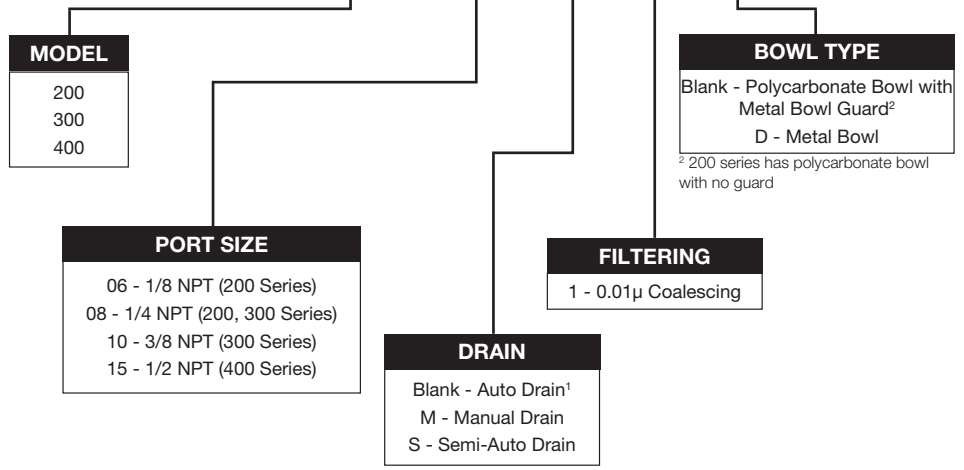 MODEL
200
300
400
BOWL TYPE
Blank - Polycarbonate Bowl with
Metal Bowl Guard²
D - Metal Bowl
² 200 series has polycarbonate bowl
with no guard
PORT SIZE
06 - 1/8 NPT (200 Series)
08 - 1/4 NPT (200, 300 Series)
10 - 3/8 NPT (300 Series)
15 - 1/2 NPT (400 Series)
FILTERING
1 - 0.01µ Coalescing
DRAIN
Blank - Auto Drain¹
M - Manual Drain
S - Semi-Auto Drain